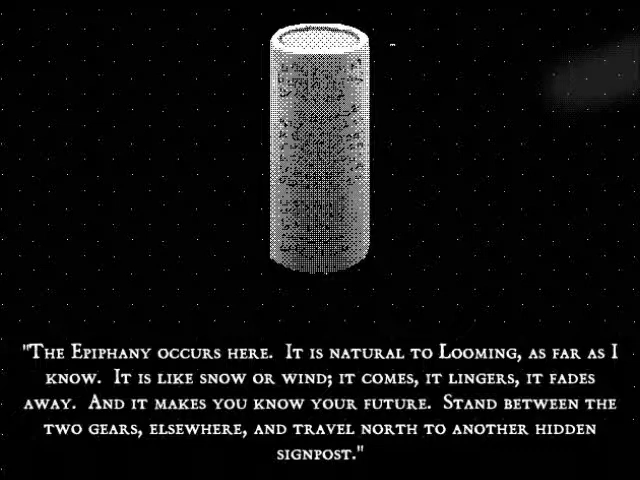 "The Epiphany occurs here. It is natural to Looming, as far as I
know. It is like snow or wind; it comes, it lingers, it fades
away. And it makes you know your future. Stand between the
two gears, elsewhere, and travel north to another hidden
signpost."